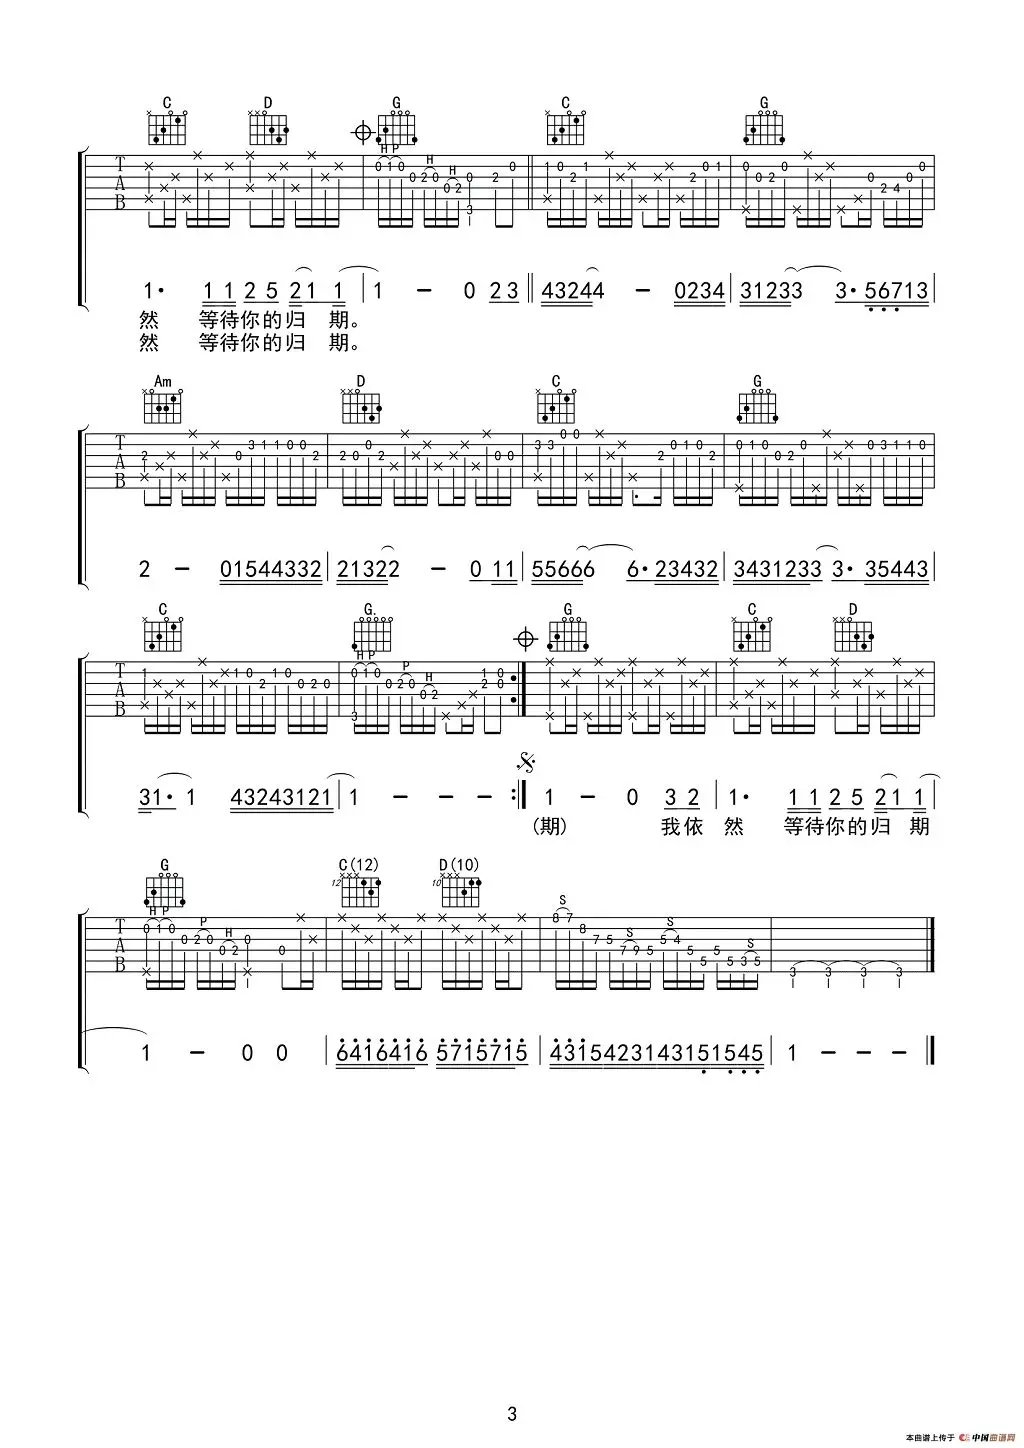 C D G C G
H P H H
T A B
1· 1 1 2 5 2 1 1 | 1 - 0 2 3 ‖ 4 3 2 4 4 - 0 2 3 4 | 3 1 2 3 3 3· 5 6 7 1 3 |
然 等待你的归 期。
然 等待你的归 期。
Am D C G
T A B
2 - 0 1 5 4 4 3 3 2 | 2 1 3 2 2 - 0 1 1 | 5 5 6 6 6 6· 2 3 4 3 2 | 3 4 3 1 2 3 3 3· 3 5 4 4 3 |
C G. G C D
H P P H
T A B
3 1· 1 4 3 2 4 3 1 2 1 | 1 - - - :‖ 1 - 0 3 2 | 1· 1 1 2 5 2 1 1 |
(期) 我依 然 等待你的归 期
G C(12) D(10)
12 10
H P P H S S S S
T A B
1 - 0 0 | 6 4 1 6 4 1 6 5 7 1 5 7 1 5 | 4 3 1 5 4 2 3 1 4 3 1 5 1 5 4 5 | 1 - - - ‖
3
本曲谱上传于 中国曲谱网